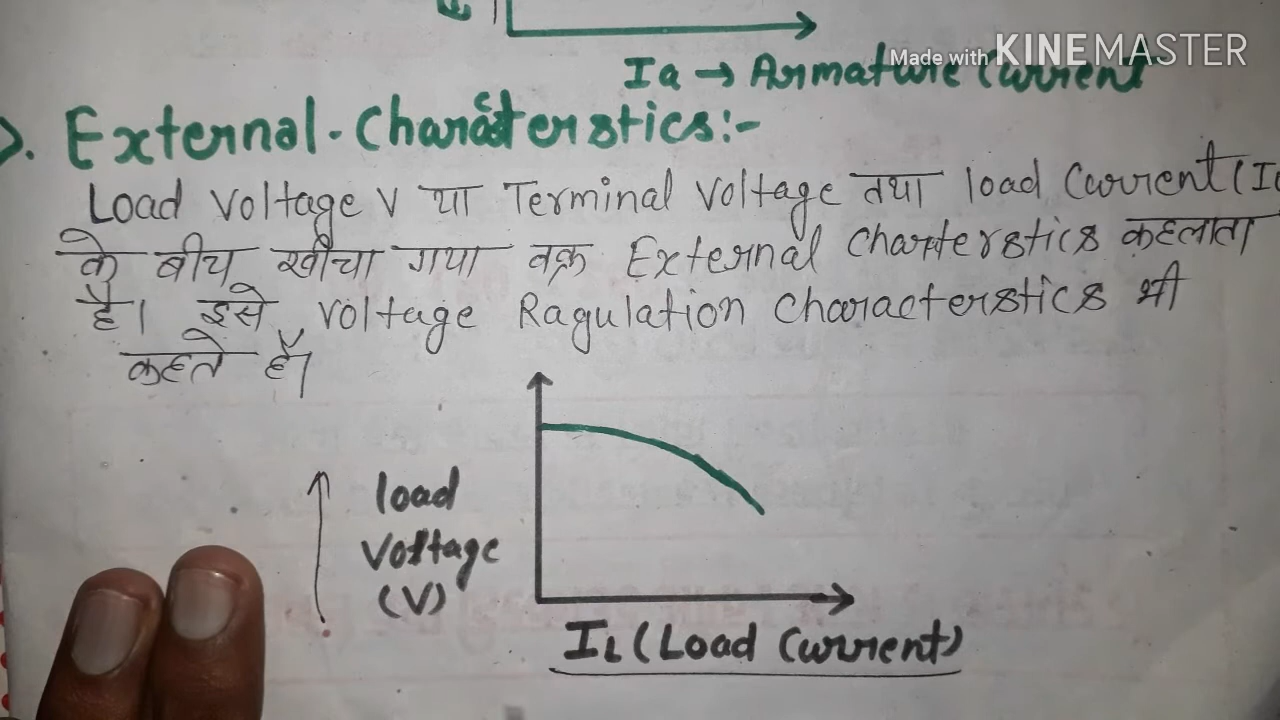 Made with KINEMASTER
Ia → Armature Current
External-Characterstics:-
Load Voltage V या Terminal Voltage तथा load Current (I
के बीच खींचा गया वक्र External Charterstics कहलाता
है। इसे Voltage Ragulation Characterstics भी
कहते हैं।
load
Voltage
(V)
IL (Load Current)